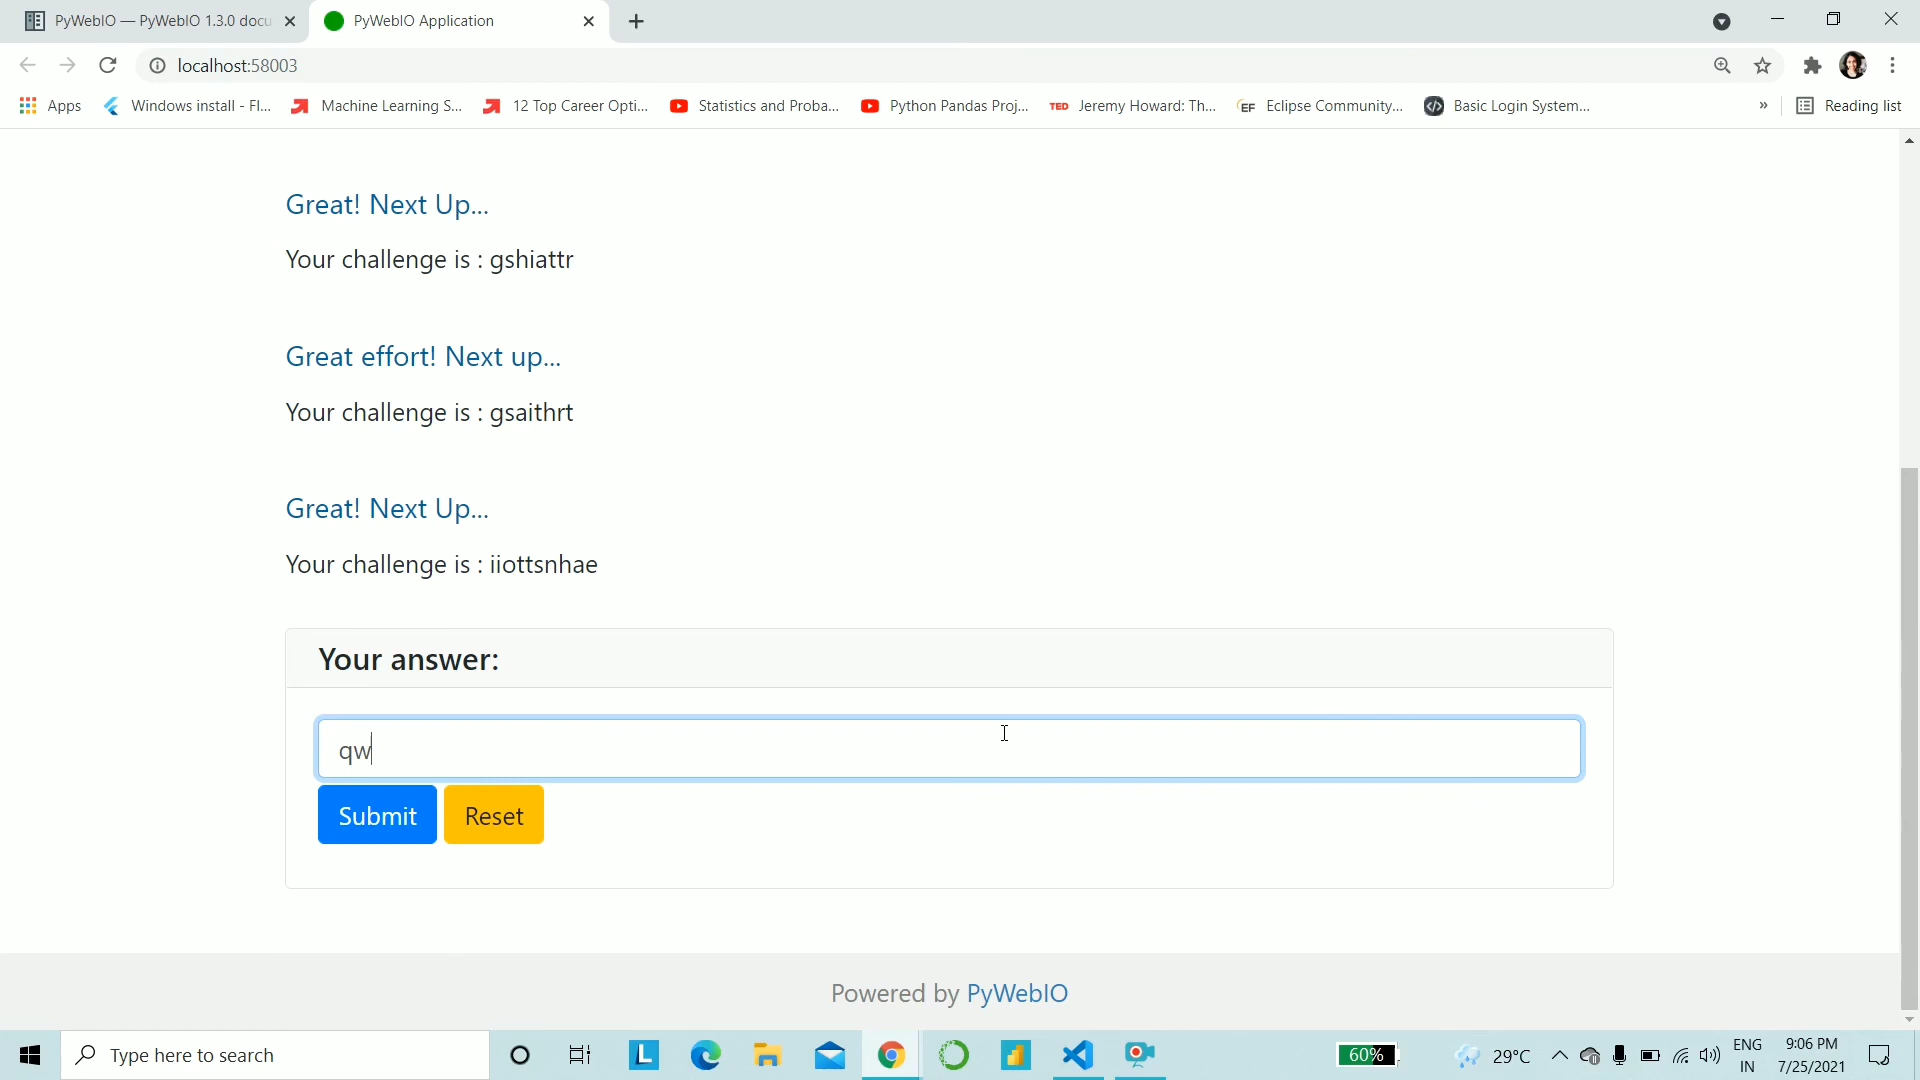 PyWebIO — PyWebIO 1.3.0 docu
PyWebIO Application
localhost:58003
Apps
Windows install - Fl...
Machine Learning S...
12 Top Career Opti...
Statistics and Proba...
Python Pandas Proj...
TED Jeremy Howard: Th...
EF Eclipse Community...
Basic Login System...
»
Reading list
Great! Next Up...
Your challenge is : gshiattr
Great effort! Next up...
Your challenge is : gsaithrt
Great! Next Up...
Your challenge is : iiottsnhae
Your answer:
qw
Submit
Reset
Powered by PyWebIO
Type here to search
L
60%
29°C
ENG
IN
9:06 PM
7/25/2021